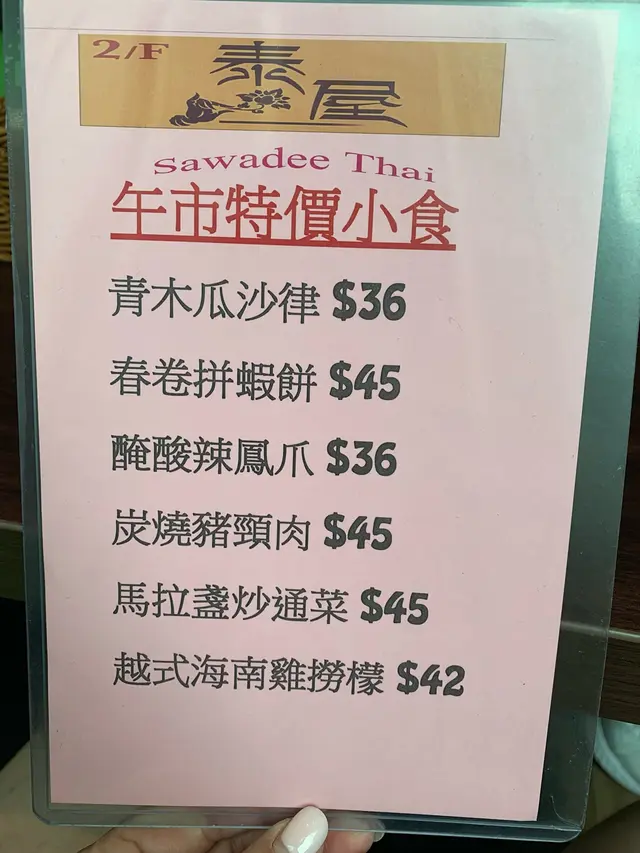 2/F
泰屋
Sawadee Thai
午市特價小食
青木瓜沙律 $36
春卷拼蝦餅 $45
醃酸辣鳳爪 $36
炭燒豬頸肉 $45
馬拉盞炒通菜 $45
越式海南雞撈檬 $42